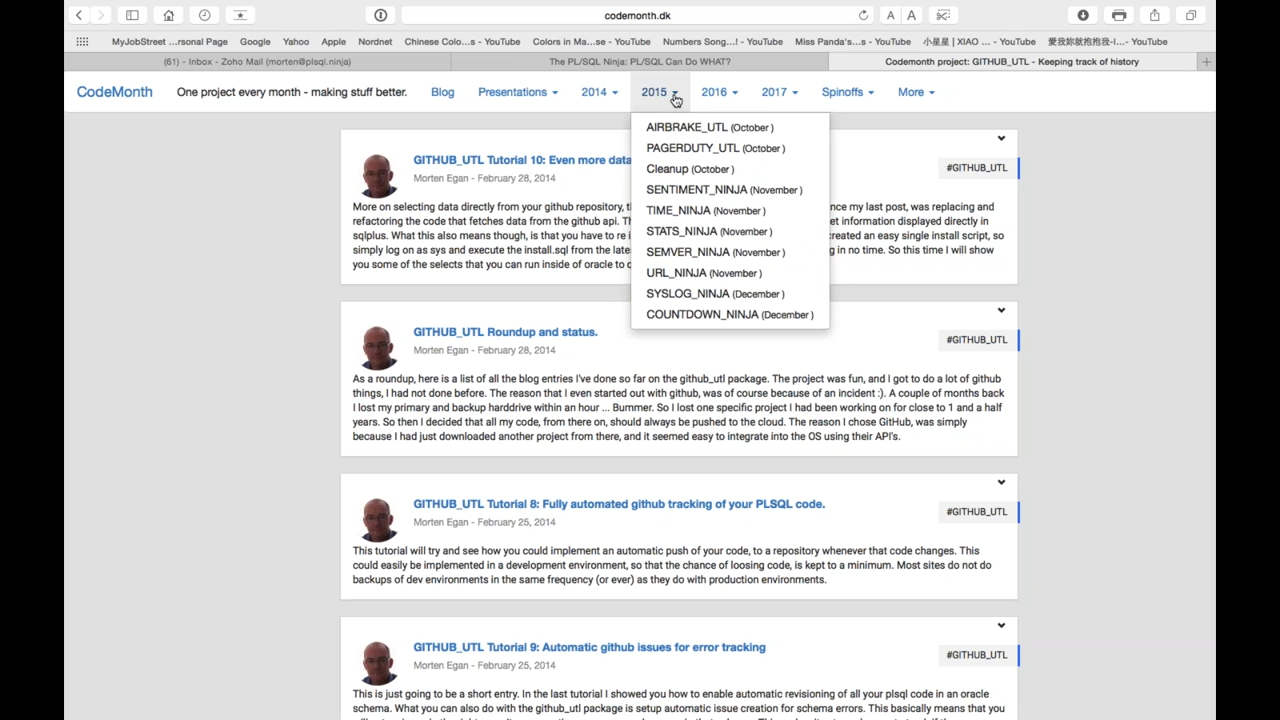 codemonth.dk
A A
MyJobStreet ...rsonal Page Google Yahoo Apple Nordnet Chinese Colo...s - YouTube Colors in Ma...se - YouTube Numbers Song...! - YouTube Miss Panda's...s - YouTube 小星星 | XIAO ... - YouTube 愛我妳就抱抱我-I...- YouTube
(61) - Inbox - Zoho Mail (morten@plsql.ninja) The PL/SQL Ninja: PL/SQL Can Do WHAT? Codemonth project: GITHUB_UTL - Keeping track of history +
CodeMonth One project every month - making stuff better. Blog Presentations 2014 2015 2016 2017 Spinoffs More
AIRBRAKE_UTL (October )
PAGERDUTY_UTL (October )
Cleanup (October )
SENTIMENT_NINJA (November )
TIME_NINJA (November )
STATS_NINJA (November )
SEMVER_NINJA (November )
URL_NINJA (November )
SYSLOG_NINJA (December )
COUNTDOWN_NINJA (December )
GITHUB_UTL Tutorial 10: Even more data
Morten Egan - February 28, 2014
#GITHUB_UTL
More on selecting data directly from your github repository, t nce my last post, was replacing and
refactoring the code that fetches data from the github api. Th et information displayed directly in
sqlplus. What this also means though, is that you have to re i created an easy single install script, so
simply log on as sys and execute the install.sql from the late g in no time. So this time I will show
you some of the selects that you can run inside of oracle to
GITHUB_UTL Roundup and status.
Morten Egan - February 28, 2014
#GITHUB_UTL
As a roundup, here is a list of all the blog entries I've done so far on the github_utl package. The project was fun, and I got to do a lot of github
things, I had not done before. The reason that I even started out with github, was of course because of an incident :). A couple of months back
I lost my primary and backup harddrive within an hour ... Bummer. So I lost one specific project I had been working on for close to 1 and a half
years. So then I decided that all my code, from there on, should always be pushed to the cloud. The reason I chose GitHub, was simply
because I had just downloaded another project from there, and it seemed easy to integrate into the OS using their API's.
GITHUB_UTL Tutorial 8: Fully automated github tracking of your PLSQL code.
Morten Egan - February 25, 2014
#GITHUB_UTL
This tutorial will try and see how you could implement an automatic push of your code, to a repository whenever that code changes. This
could easily be implemented in a development environment, so that the chance of loosing code, is kept to a minimum. Most sites do not do
backups of dev environments in the same frequency (or ever) as they do with production environments.
GITHUB_UTL Tutorial 9: Automatic github issues for error tracking
Morten Egan - February 25, 2014
#GITHUB_UTL
This is just going to be a short entry. In the last tutorial I showed you how to enable automatic revisioning of all your plsql code in an oracle
schema. What you can also do with the github_utl package is setup automatic issue creation for schema errors. This basically means that you